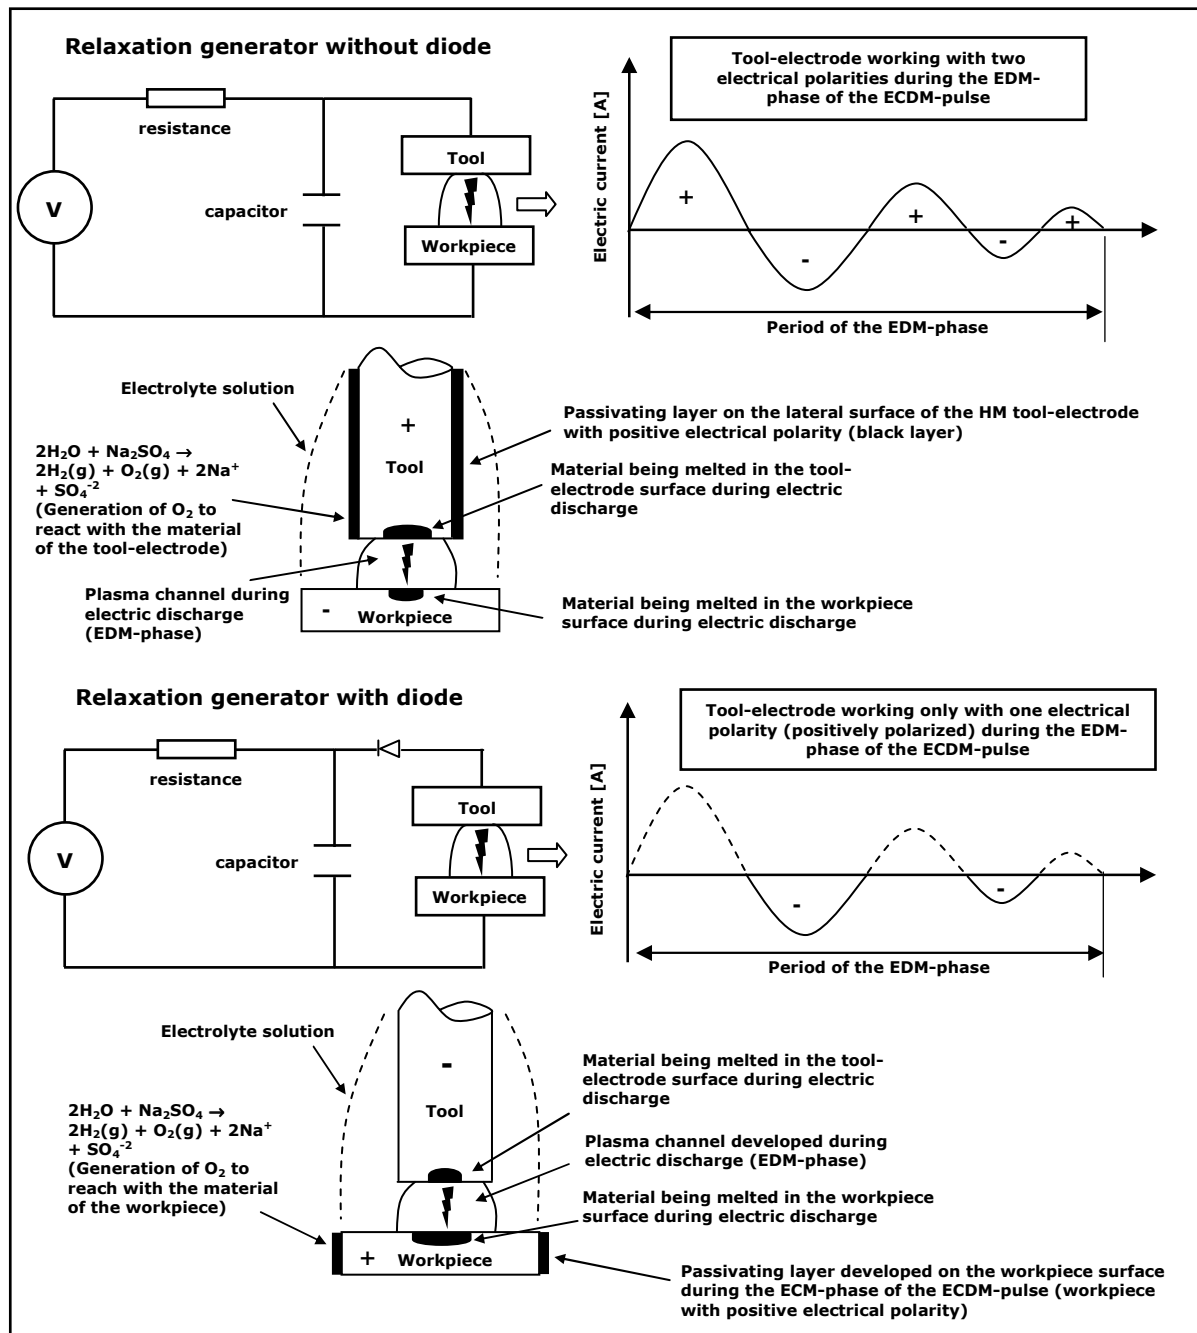 Relaxation generator without diode
resistance
V
capacitor
Tool
Workpiece
Tool-electrode working with two
electrical polarities during the EDM-
phase of the ECDM-pulse
Electric current [A]
+
-
+
-
+
Period of the EDM-phase
Electrolyte solution
2H₂O + Na₂SO₄ →
2H₂(g) + O₂(g) + 2Na⁺
+ SO₄⁻²
(Generation of O₂ to
react with the material
of the tool-electrode)
Plasma channel during
electric discharge
(EDM-phase)
+
Tool
-
Workpiece
Passivating layer on the lateral surface of the HM tool-electrode
with positive electrical polarity (black layer)
Material being melted in the tool-
electrode surface during electric
discharge
Material being melted in the workpiece
surface during electric discharge
Relaxation generator with diode
resistance
V
capacitor
Tool
Workpiece
Tool-electrode working only with one electrical
polarity (positively polarized) during the EDM-
phase of the ECDM-pulse
Electric current [A]
-
-
Period of the EDM-phase
Electrolyte solution
2H₂O + Na₂SO₄ →
2H₂(g) + O₂(g) + 2Na⁺
+ SO₄⁻²
(Generation of O₂ to
reach with the material
of the workpiece)
-
Tool
+
Workpiece
Material being melted in the tool-
electrode surface during electric
discharge
Plasma channel developed during
electric discharge (EDM-phase)
Material being melted in the workpiece
surface during electric discharge
Passivating layer developed on the workpiece surface
during the ECM-phase of the ECDM-pulse (workpiece
with positive electrical polarity)